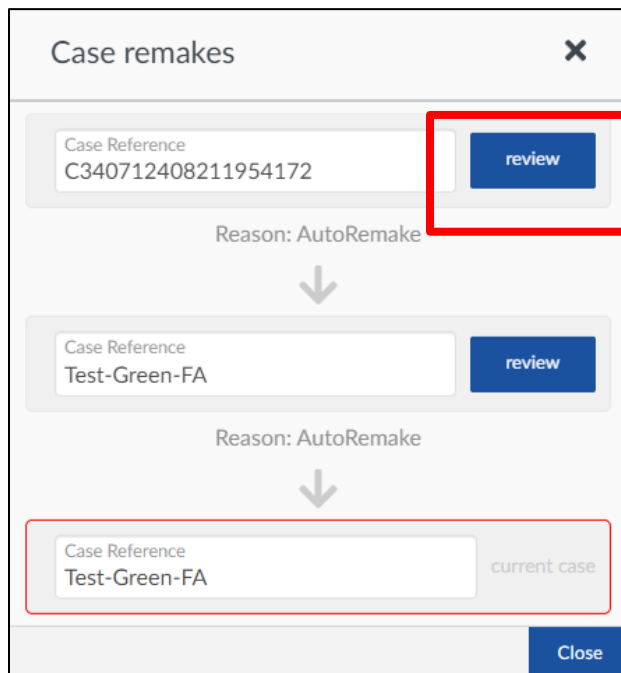 Case remakes
Case Reference
C340712408211954172
review
Reason: AutoRemake
Case Reference
Test-Green-FA
review
Reason: AutoRemake
Case Reference
Test-Green-FA
current case
Close